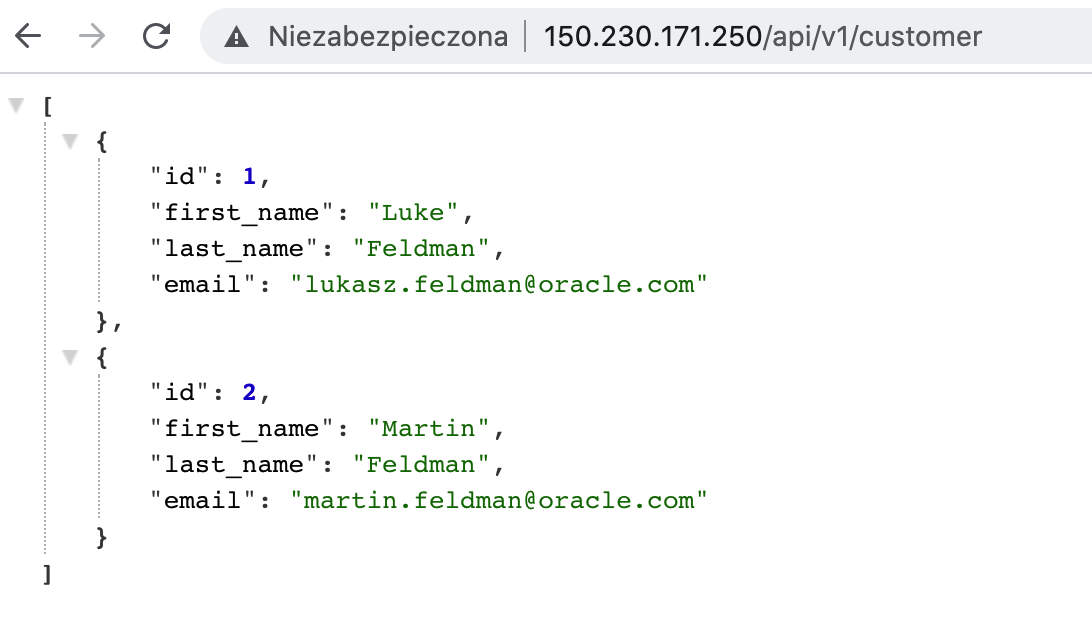 Niezabezpieczona | 150.230.171.250/api/v1/customer
[
{
"id": 1,
"first_name": "Luke",
"last_name": "Feldman",
"email": "lukasz.feldman@oracle.com"
},
{
"id": 2,
"first_name": "Martin",
"last_name": "Feldman",
"email": "martin.feldman@oracle.com"
}
]